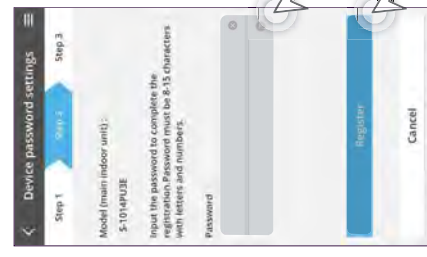 Device password settings
Step 1
Step 2
Step 3
Model (main indoor unit) :
S-1014PU3E
Input the password to complete the
registration.Password must be 8-15 characters
with letters and numbers.
Password
Register
Cancel